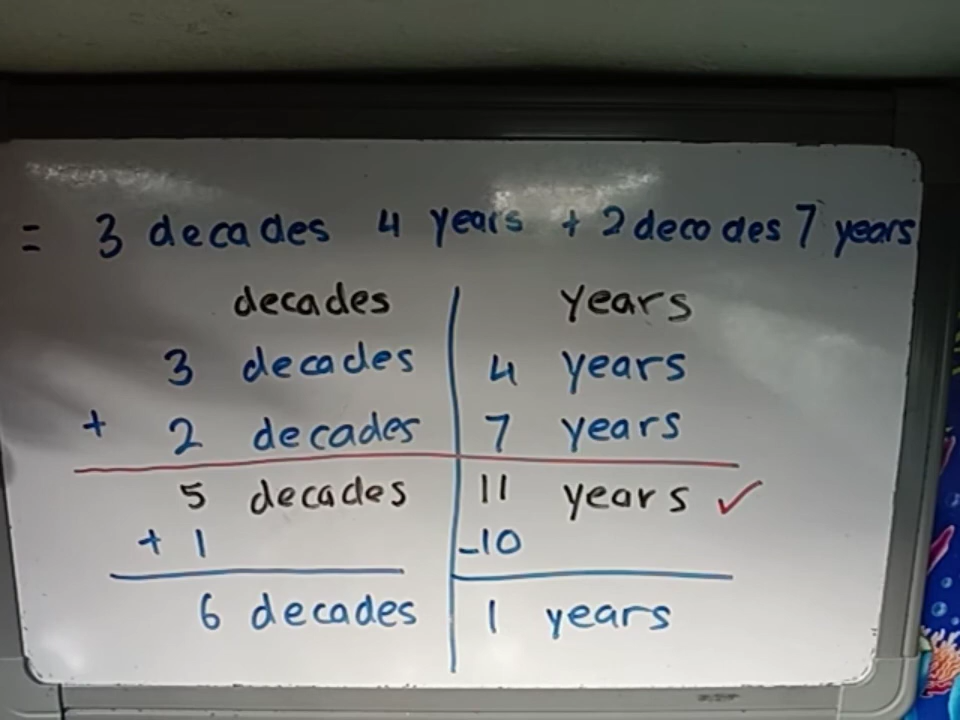 = 3 decades 4 years + 2 decodes 7 years
decades years
3 decades 4 years
+ 2 decades 7 years
5 decades 11 years ✓
+ 1 -10
6 decades 1 years